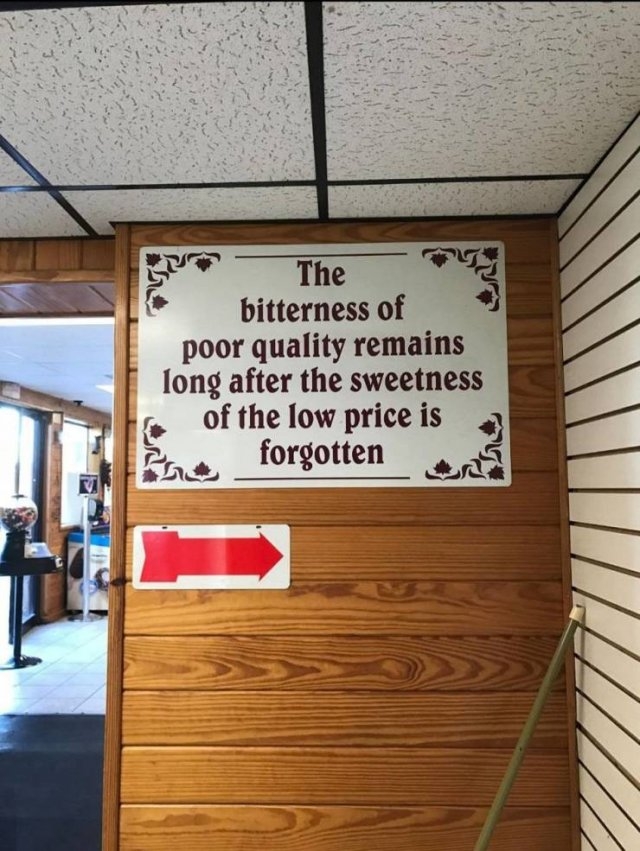 The
bitterness of
poor quality remains
long after the sweetness
of the low price is
forgotten